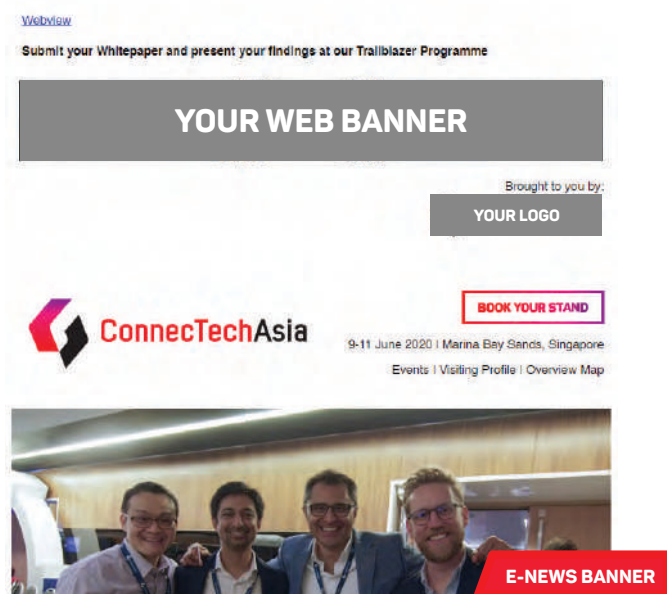 Webview
Submit your Whitepaper and present your findings at our Trailblazer Programme
YOUR WEB BANNER
Brought to you by:
YOUR LOGO
BOOK YOUR STAND
ConnecTechAsia
9-11 June 2020 | Marina Bay Sands, Singapore
Events | Visiting Profile | Overview Map
E-NEWS BANNER